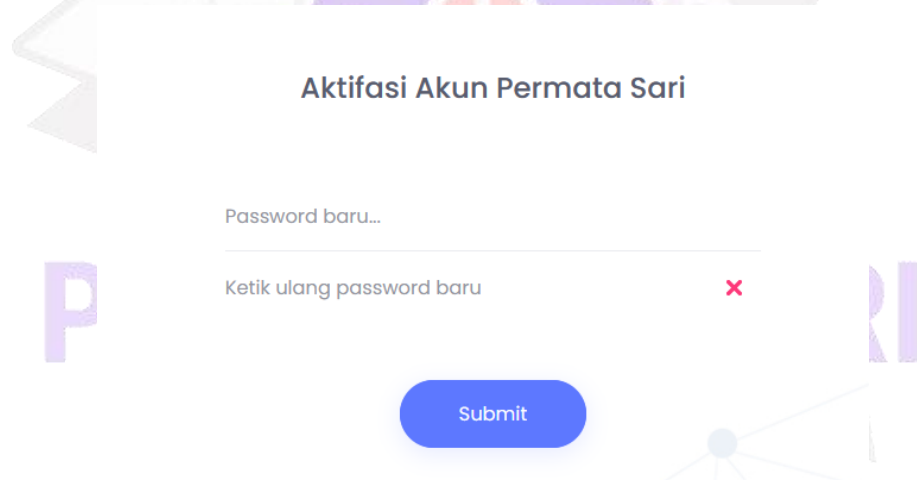 Aktifasi Akun Permata Sari
Password baru...
Ketik ulang password baru
Submit